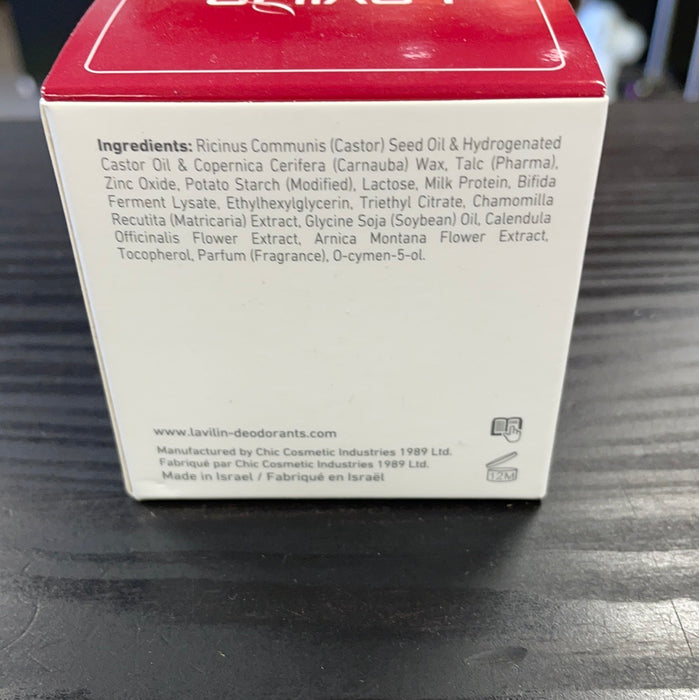 Ingredients: Ricinus Communis (Castor) Seed Oil & Hydrogenated
Castor Oil & Copernica Cerifera (Carnauba) Wax, Talc (Pharma),
Zinc Oxide, Potato Starch (Modified), Lactose, Milk Protein, Bifida
Ferment Lysate, Ethylhexylglycerin, Triethyl Citrate, Chamomilla
Recutita (Matricaria) Extract, Glycine Soja (Soybean) Oil, Calendula
Officinalis Flower Extract, Arnica Montana Flower Extract,
Tocopherol, Parfum (Fragrance), O-cymen-5-ol.
www.lavilin-deodorants.com
Manufactured by Chic Cosmetic Industries 1989 Ltd.
Fabriqué par Chic Cosmetic Industries 1989 Ltd.
Made in Israel / Fabriqué en Israël
12M